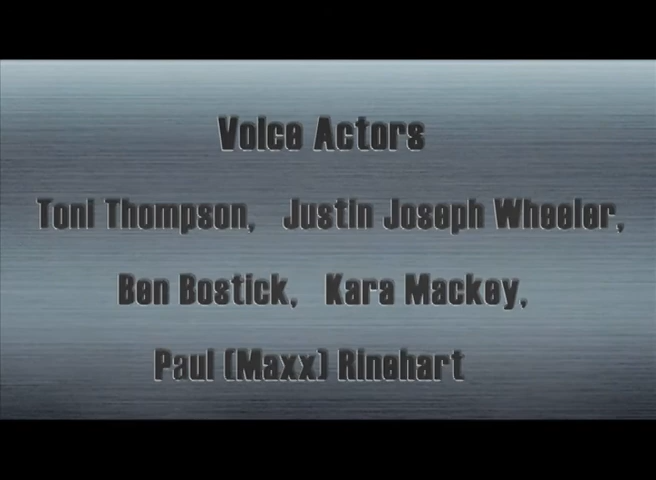 Voice Actors
Toni Thompson, Justin Joseph Wheeler,
Ben Bostick, Kara Mackey,
Paul (Maxx) Rinehart